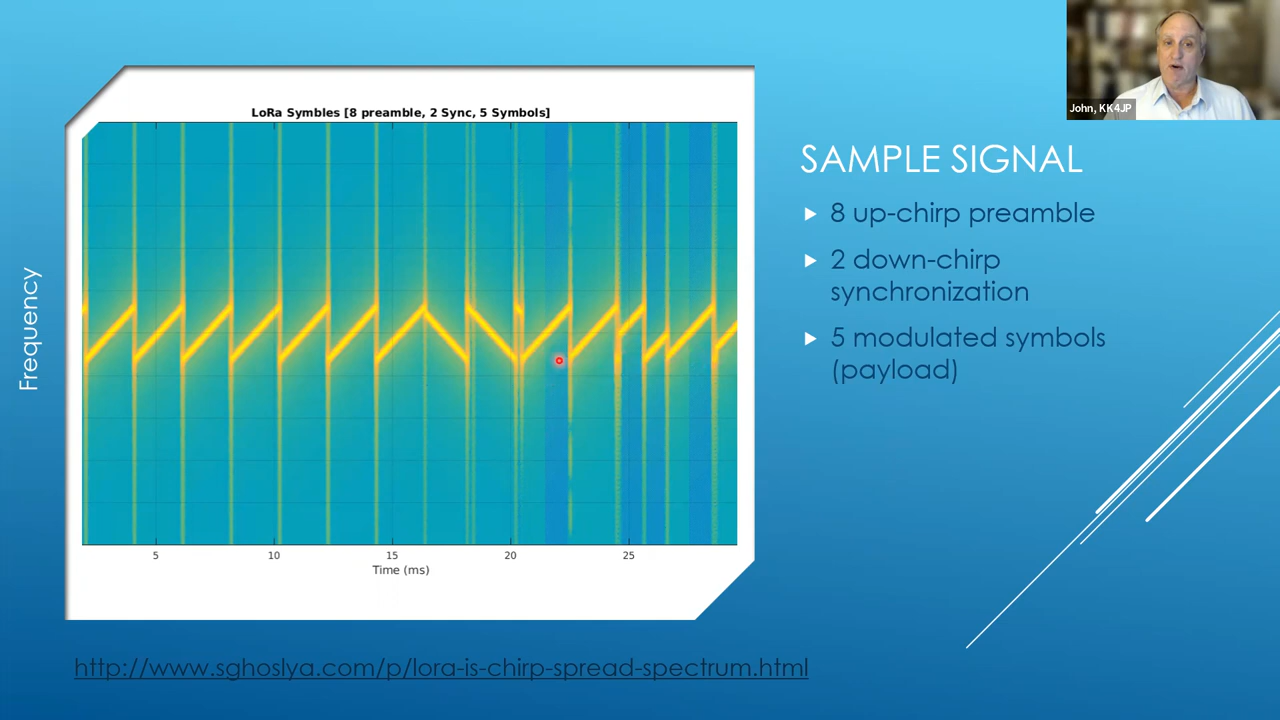 John, KK4JP
LoRa Symbles [8 preamble, 2 Sync, 5 Symbols]
Frequency
5
10
15
20
25
Time (ms)
SAMPLE SIGNAL
8 up-chirp preamble
2 down-chirp
synchronization
5 modulated symbols
(payload)
http://www.sghoslya.com/p/lora-is-chirp-spread-spectrum.html